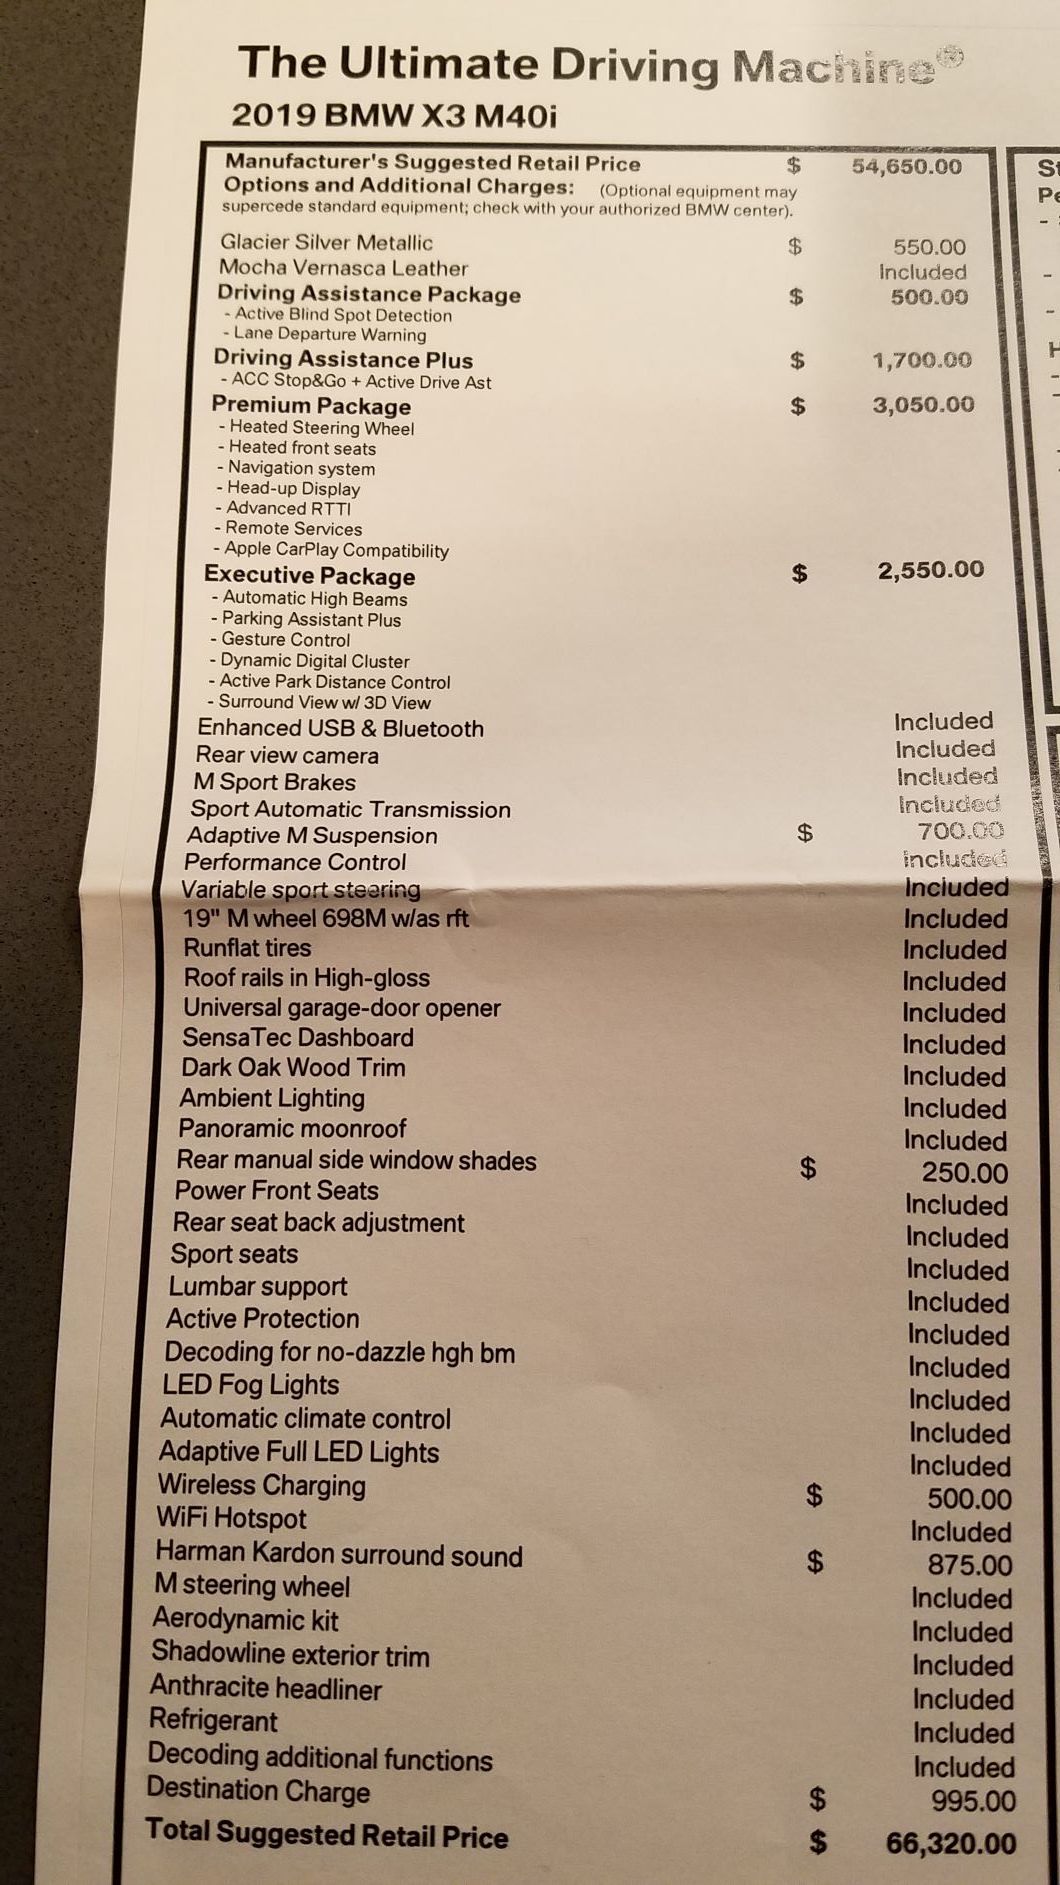 The Ultimate Driving Machine®
2019 BMW X3 M40i
Manufacturer's Suggested Retail Price $ 54,650.00
Options and Additional Charges: (Optional equipment may
supercede standard equipment; check with your authorized BMW center).
Glacier Silver Metallic $ 550.00
Mocha Vernasca Leather Included
Driving Assistance Package $ 500.00
- Active Blind Spot Detection
- Lane Departure Warning
Driving Assistance Plus $ 1,700.00
- ACC Stop&Go + Active Drive Ast
Premium Package $ 3,050.00
- Heated Steering Wheel
- Heated front seats
- Navigation system
- Head-up Display
- Advanced RTTI
- Remote Services
- Apple CarPlay Compatibility
Executive Package $ 2,550.00
- Automatic High Beams
- Parking Assistant Plus
- Gesture Control
- Dynamic Digital Cluster
- Active Park Distance Control
- Surround View w/ 3D View
Enhanced USB & Bluetooth Included
Rear view camera Included
M Sport Brakes Included
Sport Automatic Transmission Included
Adaptive M Suspension $ 700.00
Performance Control Included
Variable sport steering Included
19" M wheel 698M w/as rft Included
Runflat tires Included
Roof rails in High-gloss Included
Universal garage-door opener Included
SensaTec Dashboard Included
Dark Oak Wood Trim Included
Ambient Lighting Included
Panoramic moonroof Included
Rear manual side window shades $ 250.00
Power Front Seats Included
Rear seat back adjustment Included
Sport seats Included
Lumbar support Included
Active Protection Included
Decoding for no-dazzle hgh bm Included
LED Fog Lights Included
Automatic climate control Included
Adaptive Full LED Lights Included
Wireless Charging $ 500.00
WiFi Hotspot Included
Harman Kardon surround sound $ 875.00
M steering wheel Included
Aerodynamic kit Included
Shadowline exterior trim Included
Anthracite headliner Included
Refrigerant Included
Decoding additional functions Included
Destination Charge $ 995.00
Total Suggested Retail Price $ 66,320.00